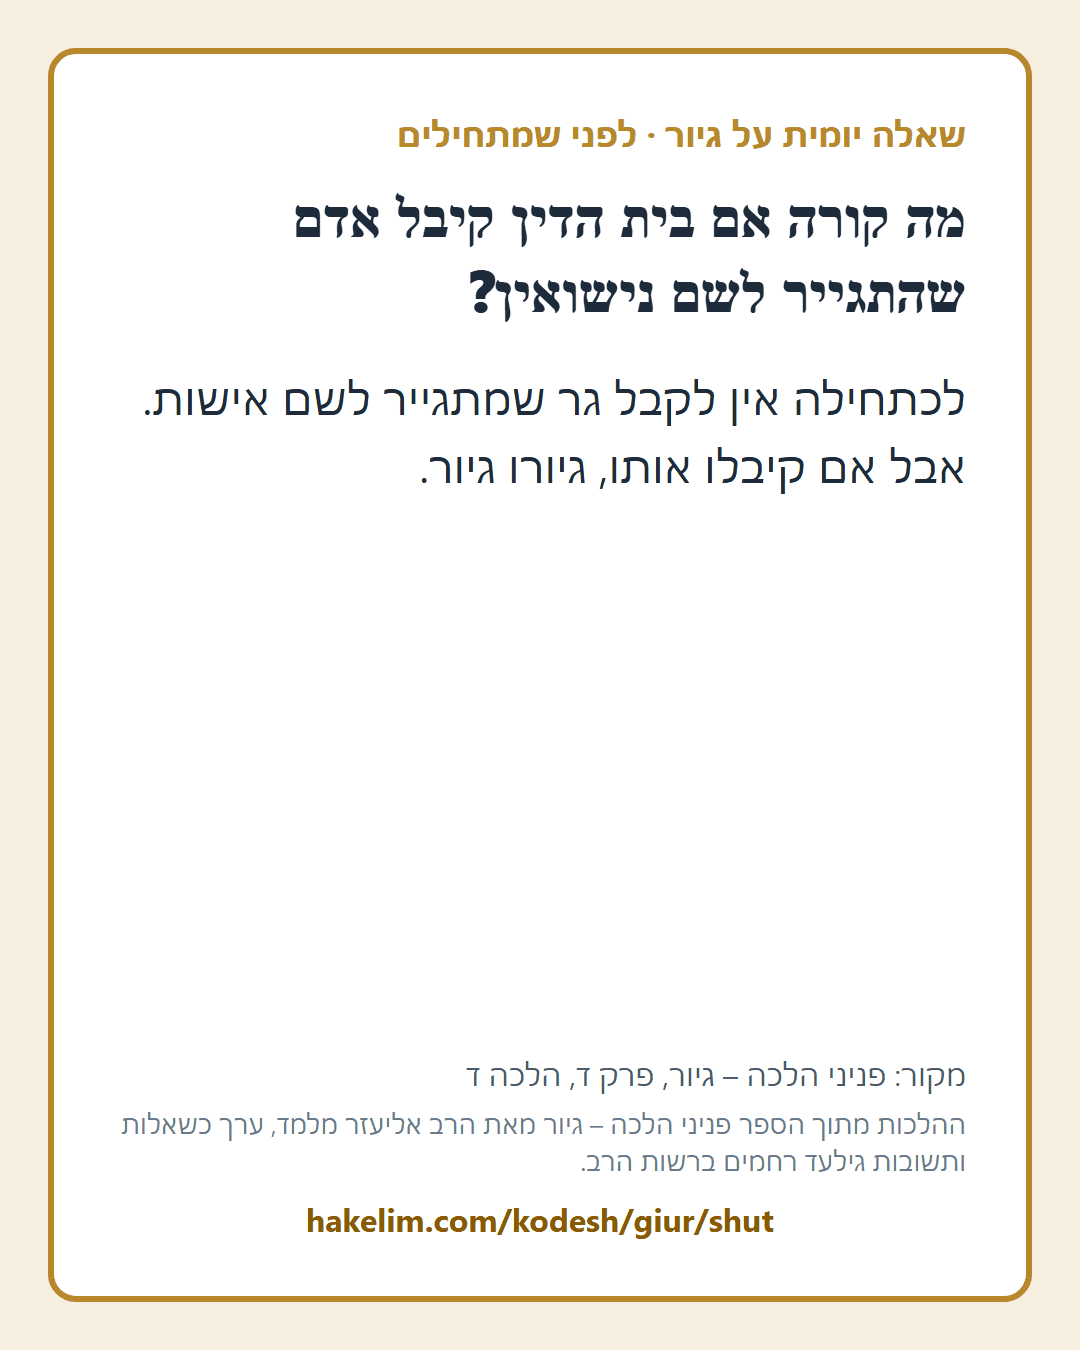 שאלה יומית על גיור · לפני שמתחילים
מה קורה אם בית הדין קיבל אדם
שהתגייר לשם נישואין?
לכתחילה אין לקבל גר שמתגייר לשם אישות.
אבל אם קיבלו אותו, גיורו גיור.
מקור: פניני הלכה – גיור, פרק ד, הלכה ד
ההלכות מתוך הספר פניני הלכה – גיור מאת הרב אליעזר מלמד, ערך כשאלות
ותשובות גילעד רחמים ברשות הרב.
hakelim.com/kodesh/giur/shut